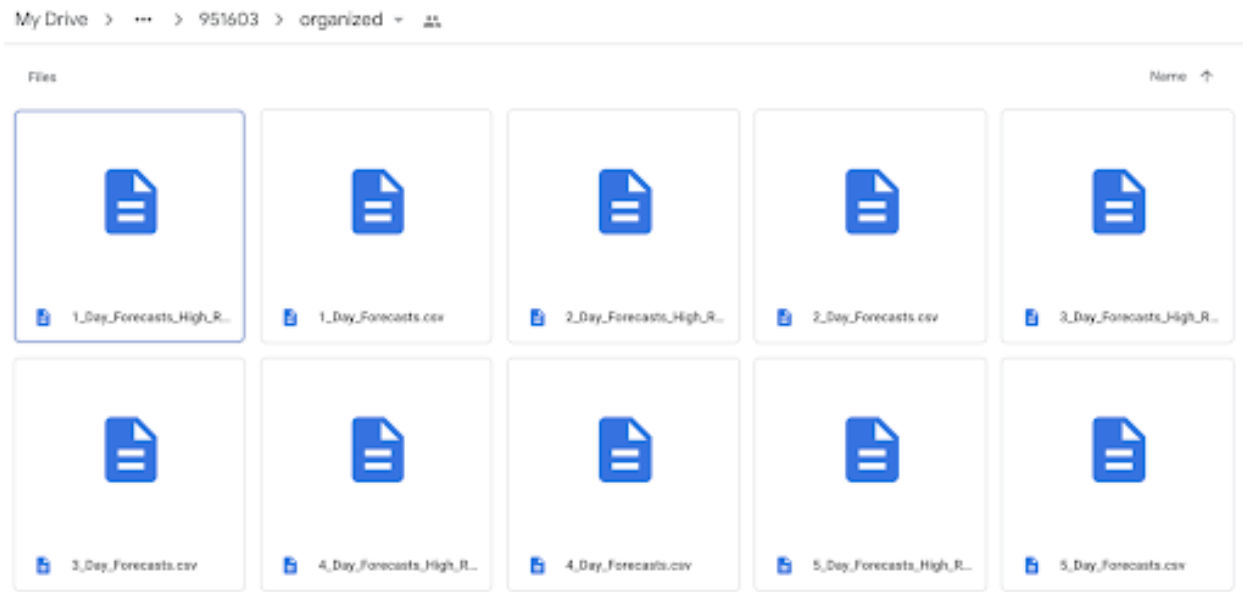 My Drive > ••• > 951603 > organized
Files Name ↑
1_Day_Forecasts_High_R... 1_Day_Forecasts.csv 2_Day_Forecasts_High_R... 2_Day_Forecasts.csv 3_Day_Forecasts_High_R...
3_Day_Forecasts.csv 4_Day_Forecasts_High_R... 4_Day_Forecasts.csv 5_Day_Forecasts_High_R... 5_Day_Forecasts.csv